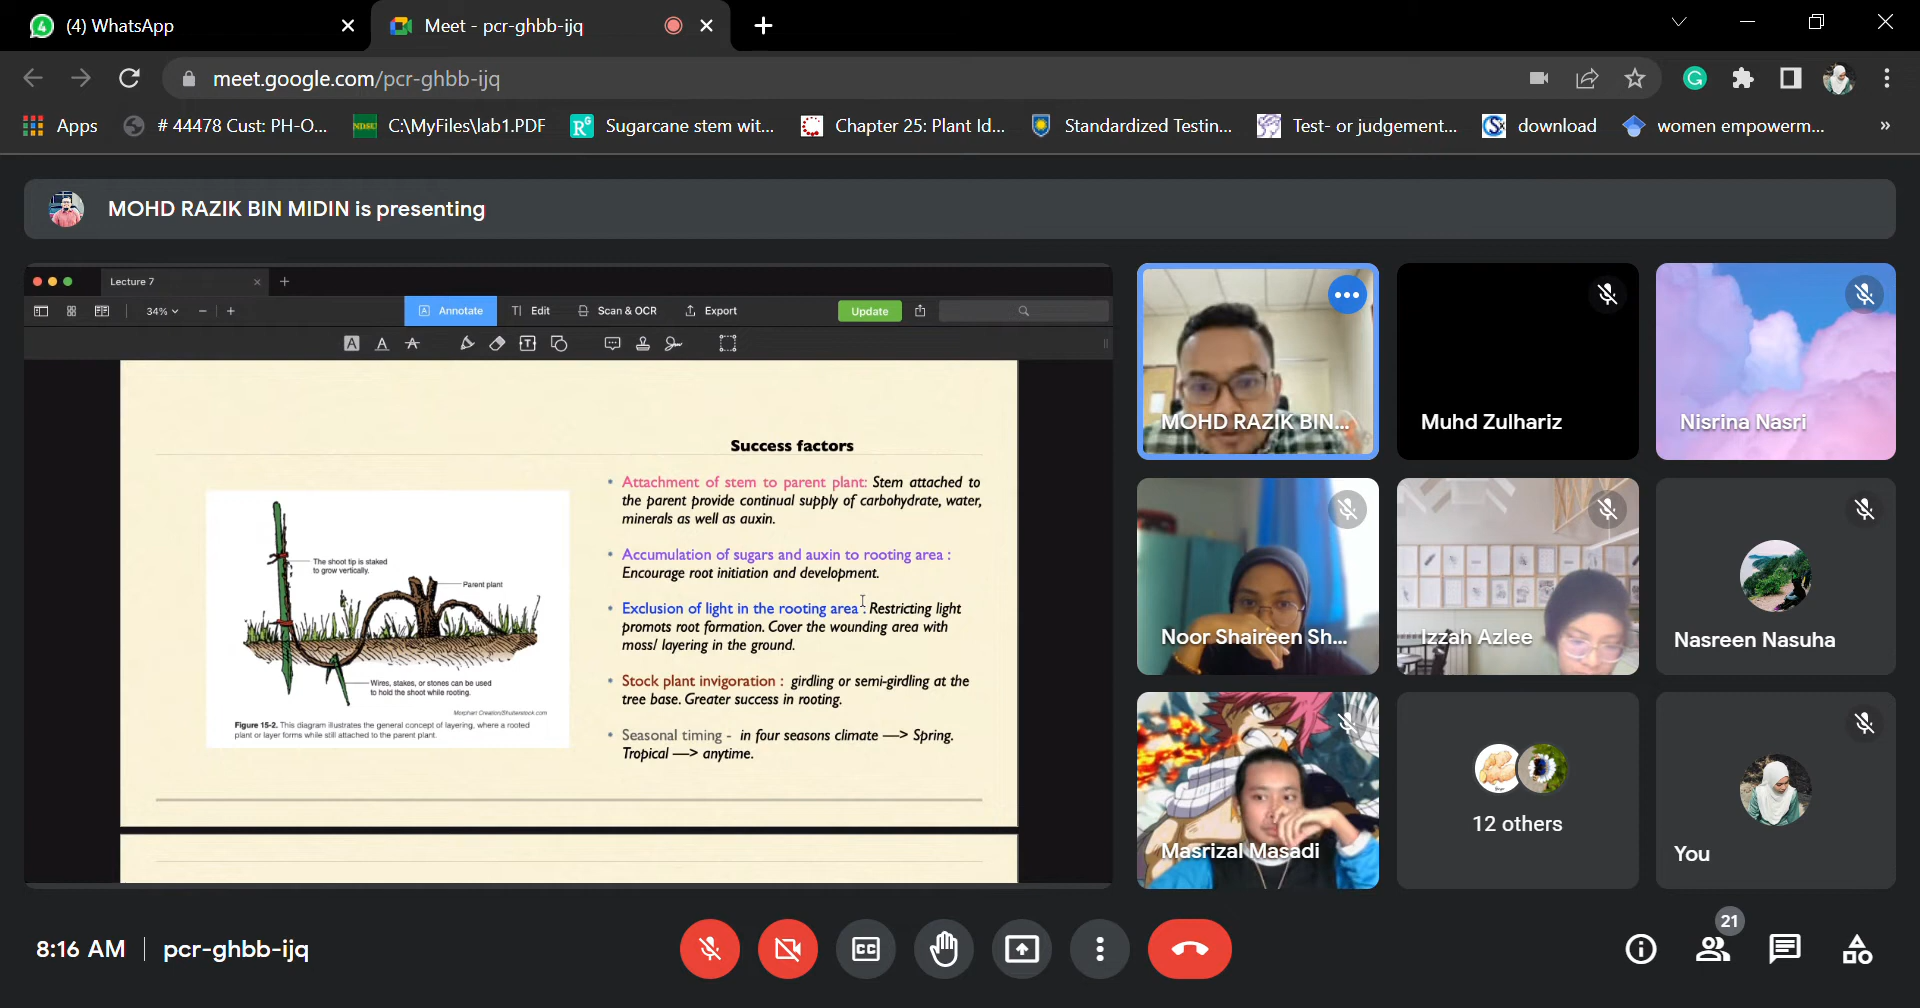 (4) WhatsApp
Meet - pcr-ghbb-ijq
meet.google.com/pcr-ghbb-ijq
Apps
# 44478 Cust: PH-O...
C:\MyFiles\lab1.PDF
Sugarcane stem wit...
Chapter 25: Plant Id...
Standardized Testin...
Test- or judgement...
download
women empowerm...
»
MOHD RAZIK BIN MIDIN is presenting
Lecture 7
34%
Annotate
Edit
Scan & OCR
Export
Update
Success factors
• Attachment of stem to parent plant: Stem attached to
the parent provide continual supply of carbohydrate, water,
minerals as well as auxin.
• Accumulation of sugars and auxin to rooting area :
Encourage root initiation and development.
• Exclusion of light in the rooting area : Restricting light
promots root formation. Cover the wounding area with
moss/ layering in the ground.
• Stock plant invigoration : girdling or semi-girdling at the
tree base. Greater success in rooting.
• Seasonal timing - in four seasons climate —> Spring.
Tropical —> anytime.
The shoot tip is staked
to grow vertically.
Parent plant
Wires, stakes, or stones can be used
to hold the shoot while rooting.
Morphart Creation/Shutterstock.com
Figure 15-2. This diagram illustrates the general concept of layering, where a rooted
plant or layer forms while still attached to the parent plant.
MOHD RAZIK BIN...
Muhd Zulhariz
Nisrina Nasri
Noor Shaireen Sh...
Izzah Azlee
Nasreen Nasuha
Masrizal Masadi
12 others
You
8:16 AM
pcr-ghbb-ijq
CC
21